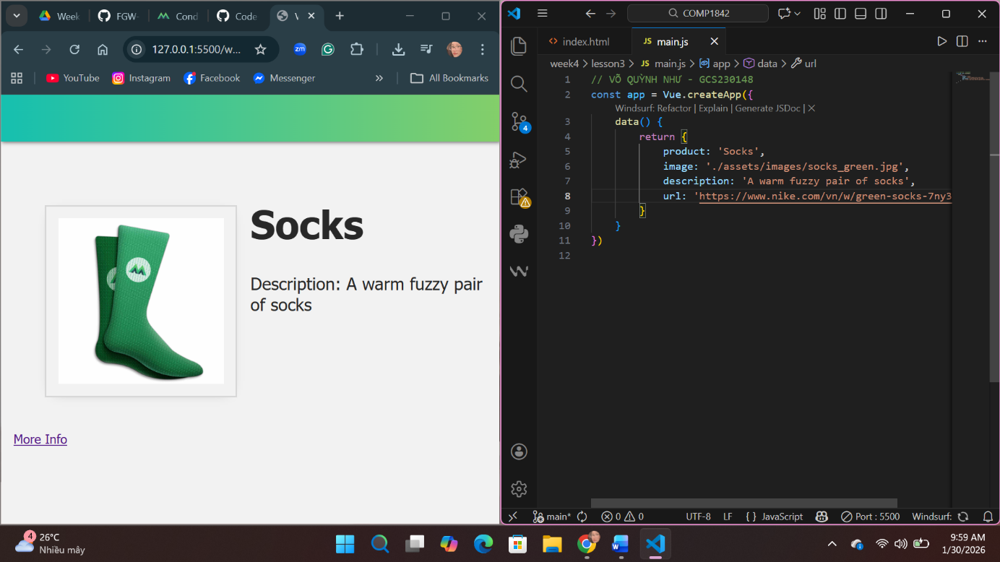 Week
FGW-
Cond
Code
V
127.0.0.1:5500/w...
zm
YouTube
Instagram
Facebook
Messenger
»
All Bookmarks
Socks
Description: A warm fuzzy pair
of socks
More Info
COMP1842
index.html
JS main.js
week4 > lesson3 > JS main.js > app > data > url
1 // VÕ QUỲNH NHƯ - GCS230148
2 const app = Vue.createApp({
Windsurf: Refactor | Explain | Generate JSDoc | ×
3 data() {
4 return {
5 product: 'Socks',
6 image: './assets/images/socks_green.jpg',
7 description: 'A warm fuzzy pair of socks',
8 url: 'https://www.nike.com/vn/w/green-socks-7ny3
9 }
10 }
11 })
12
4
main* 0 0 UTF-8 LF { } JavaScript Port : 5500 Windsurf:
4
26°C
Nhiều mây
9:59 AM
1/30/2026